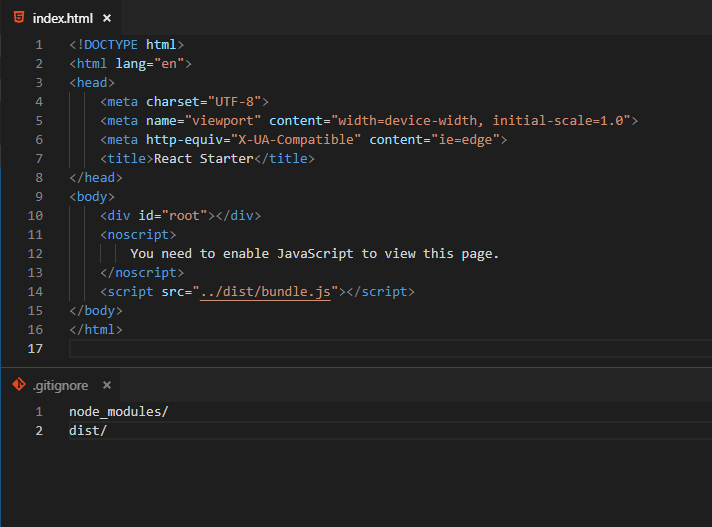 index.html ×
1 <!DOCTYPE html>
2 <html lang="en">
3 <head>
4     <meta charset="UTF-8">
5     <meta name="viewport" content="width=device-width, initial-scale=1.0">
6     <meta http-equiv="X-UA-Compatible" content="ie=edge">
7     <title>React Starter</title>
8 </head>
9 <body>
10     <div id="root"></div>
11     <noscript>
12         You need to enable JavaScript to view this page.
13     </noscript>
14     <script src="../dist/bundle.js"></script>
15 </body>
16 </html>
17
.gitignore ×
1 node_modules/
2 dist/